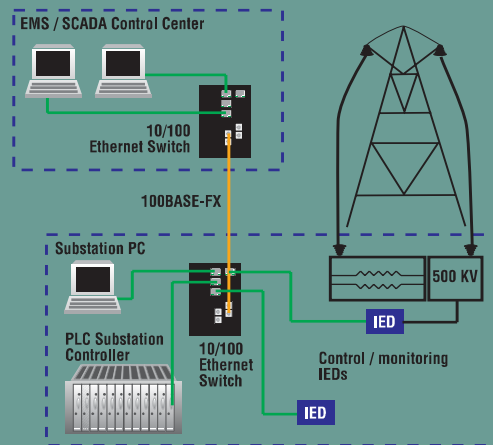 EMS / SCADA Control Center
10/100
Ethernet Switch
100BASE-FX
Substation PC
500 KV
IED
PLC Substation
Controller
10/100
Ethernet
Switch
Control / monitoring
IEDs
IED